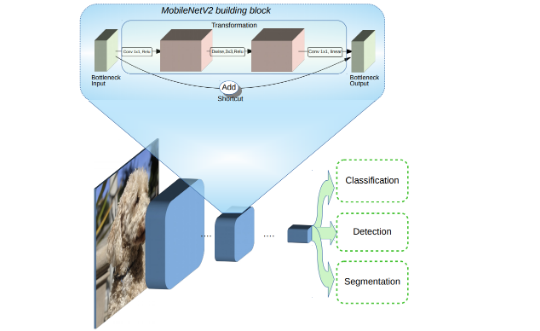 MobileNetV2 building block
Transformation
Conv 1x1, Relu
Dwise,3x3 Relu
Conv 1x1, linear
Bottleneck
Input
Bottleneck
Output
Add
Shortcut
Classification
....
....
Detection
Segmentation